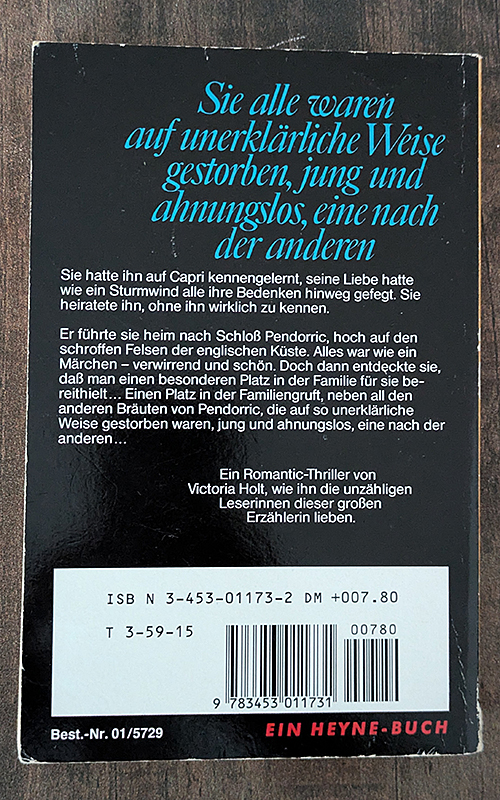 Sie alle waren
auf unerklärliche Weise
gestorben, jung und
ahnungslos, eine nach
der anderen
Sie hatte ihn auf Capri kennengelernt, seine Liebe hatte
wie ein Sturmwind alle ihre Bedenken hinweg gefegt. Sie
heiratete ihn, ohne ihn wirklich zu kennen.
Er führte sie heim nach Schloß Pendorric, hoch auf den
schroffen Felsen der englischen Küste. Alles war wie ein
Märchen – verwirrend und schön. Doch dann entdeckte sie,
daß man einen besonderen Platz in der Familie für sie be-
reithielt... Einen Platz in der Familiengruft, neben all den
anderen Bräuten von Pendorric, die auf so unerklärliche
Weise gestorben waren, jung und ahnungslos, eine nach der
anderen...
Ein Romantic-Thriller von
Victoria Holt, wie ihn die unzähligen
Leserinnen dieser großen
Erzählerin lieben.
ISB N 3-453-01173-2 DM +007.80
T 3-59-15
00780
9 783453 011731
Best.-Nr. 01/5729
EIN HEYNE-BUCH